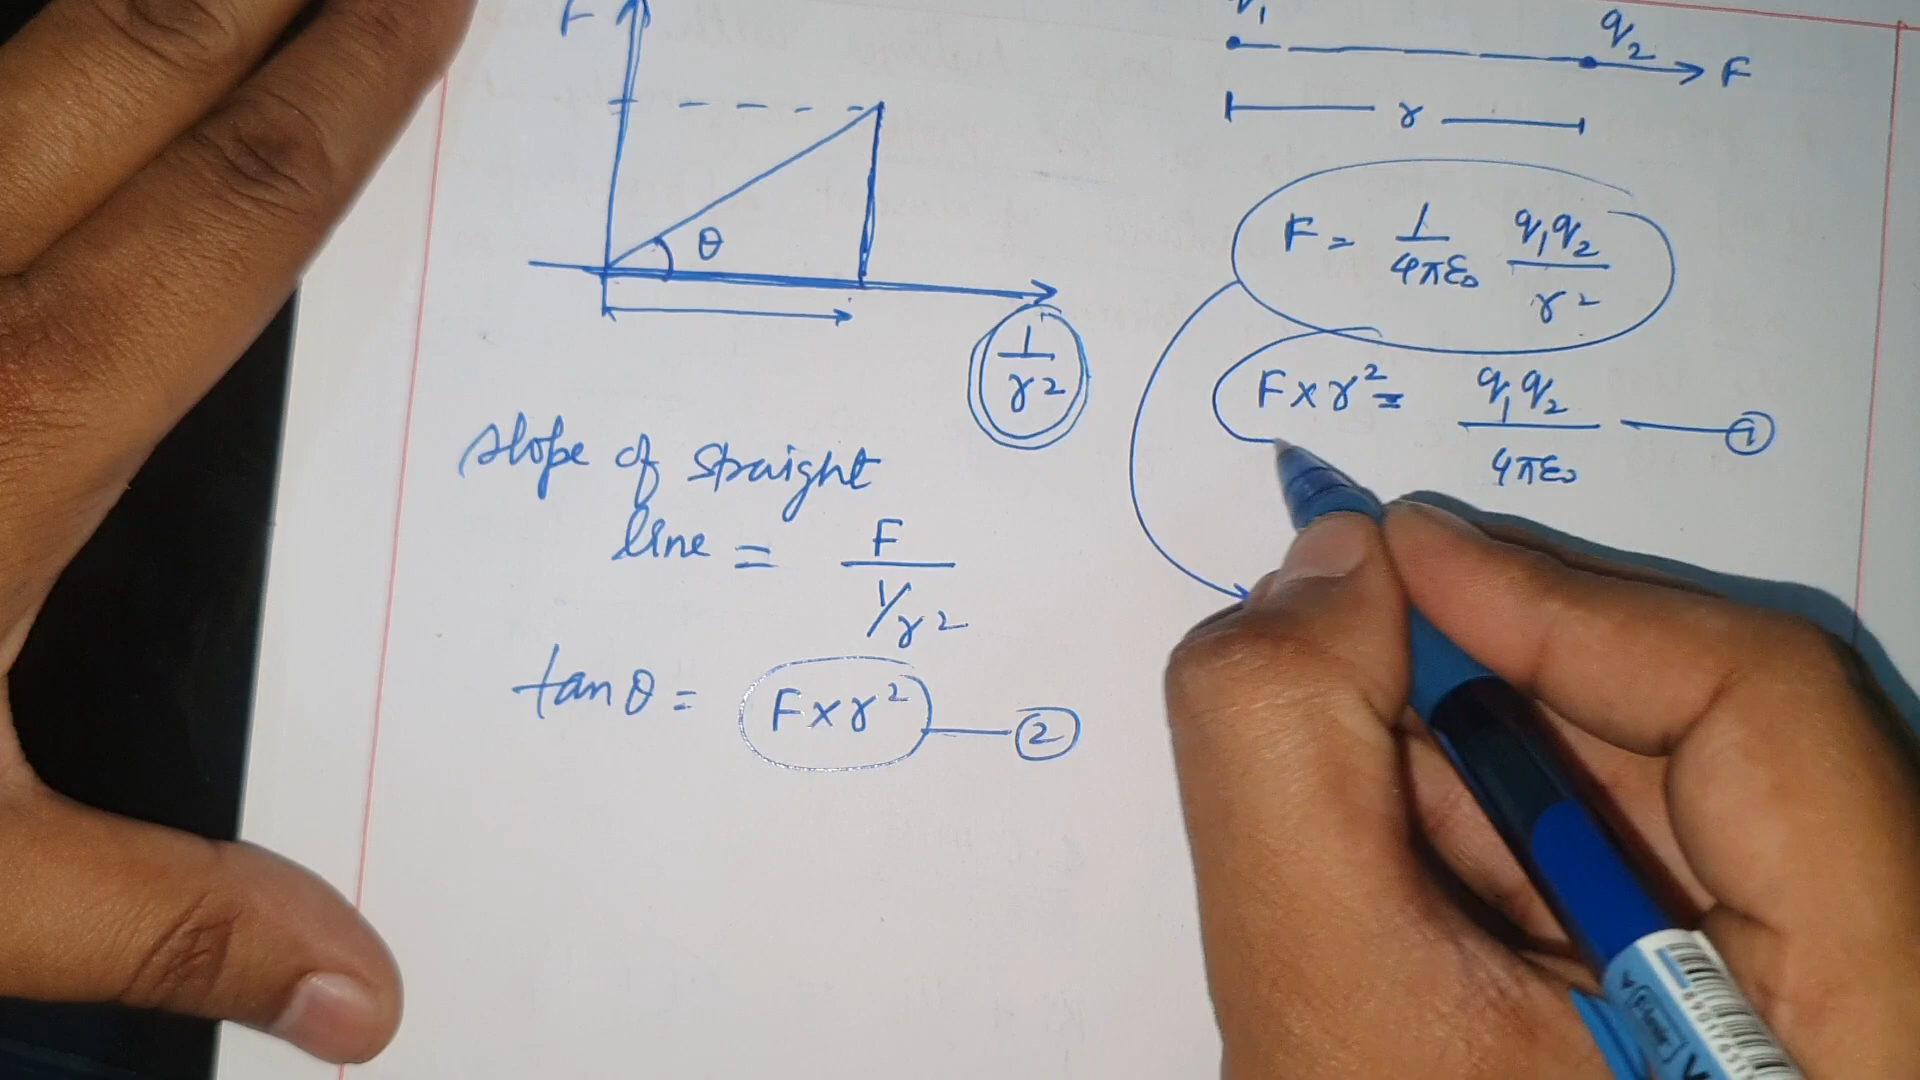 F
q₁ q₂ F
r
θ
1/r²
F = 1/4πε₀ q₁q₂/r²
F × r² = q₁q₂/4πε₀ — ①
slope of straight
line = F / 1/r²
tan θ = F × r² — ②